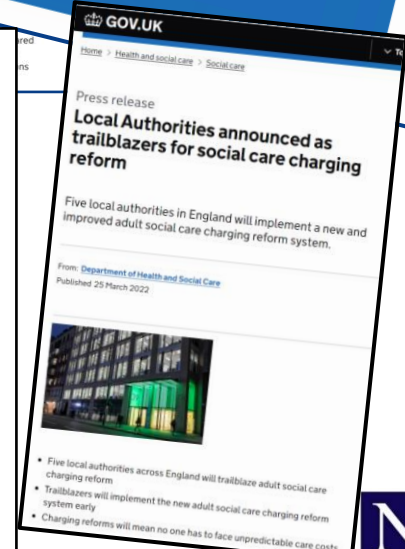 ared
ns
GOV.UK
To
Home > Health and social care > Social care
Press release
Local Authorities announced as
trailblazers for social care charging
reform
Five local authorities in England will implement a new and
improved adult social care charging reform system.
From: Department of Health and Social Care
Published 25 March 2022
• Five local authorities across England will trailblaze adult social care
charging reform
• Trailblazers will implement the new adult social care charging reform
system early
• Charging reforms will mean no one has to face unpredictable care costs
N